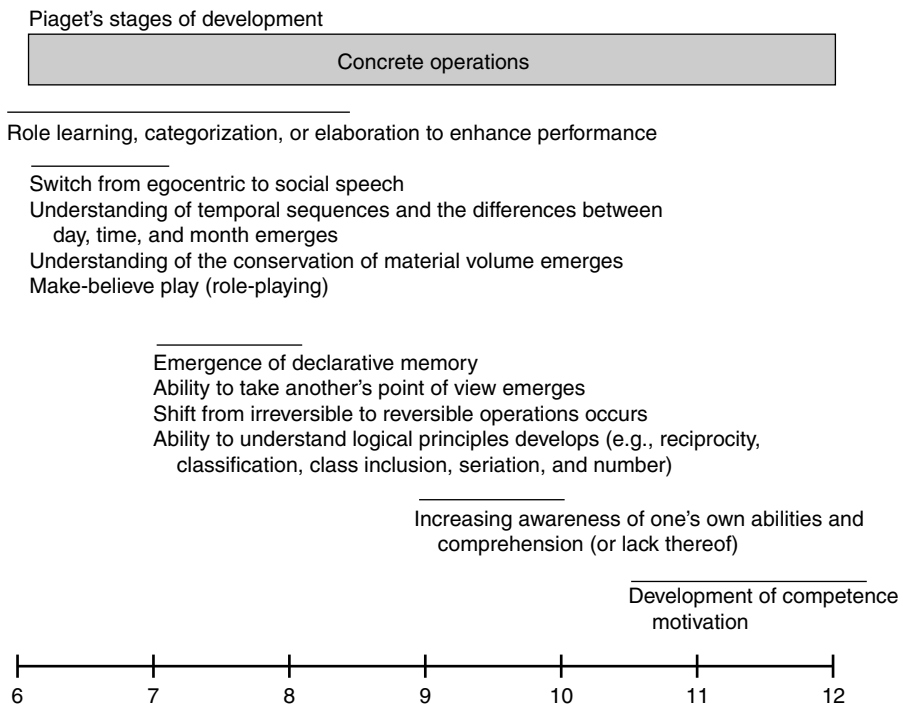 Piaget's stages of development
Concrete operations
Role learning, categorization, or elaboration to enhance performance
Switch from egocentric to social speech
Understanding of temporal sequences and the differences between
day, time, and month emerges
Understanding of the conservation of material volume emerges
Make-believe play (role-playing)
Emergence of declarative memory
Ability to take another's point of view emerges
Shift from irreversible to reversible operations occurs
Ability to understand logical principles develops (e.g., reciprocity,
classification, class inclusion, seriation, and number)
Increasing awareness of one's own abilities and
comprehension (or lack thereof)
Development of competence
motivation
6 7 8 9 10 11 12